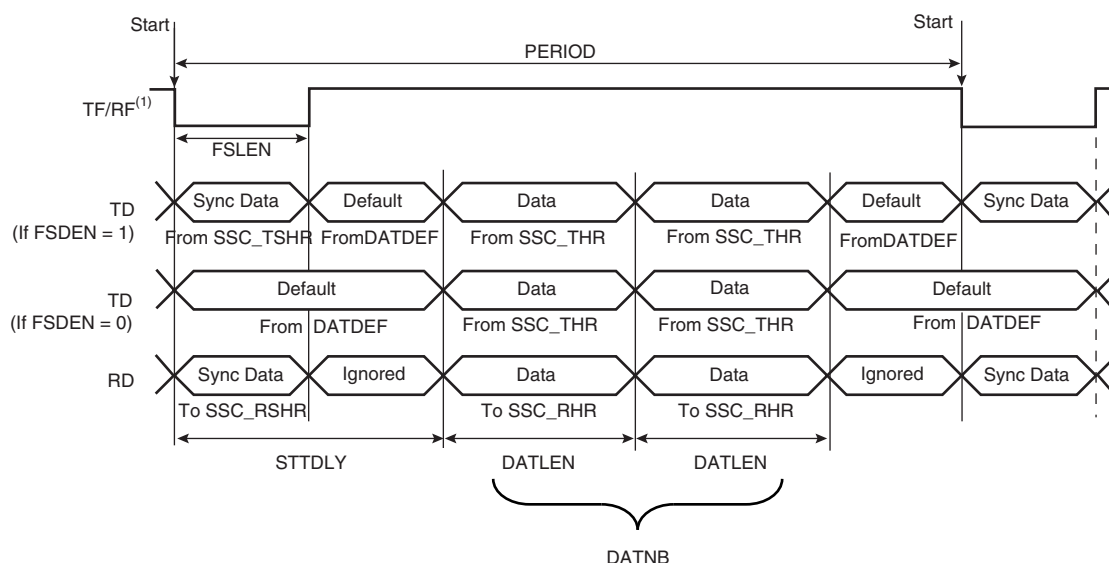 Start
Start
PERIOD
TF/RF(1)
FSLEN
TD
(If FSDEN = 1)
Sync Data
Default
Data
Data
Default
Sync Data
From SSC_TSHR
FromDATDEF
From SSC_THR
From SSC_THR
FromDATDEF
TD
(If FSDEN = 0)
Default
Data
Data
Default
From DATDEF
From SSC_THR
From SSC_THR
From DATDEF
RD
Sync Data
Ignored
Data
Data
Ignored
Sync Data
To SSC_RSHR
To SSC_RHR
To SSC_RHR
STTDLY
DATLEN
DATLEN
DATNB